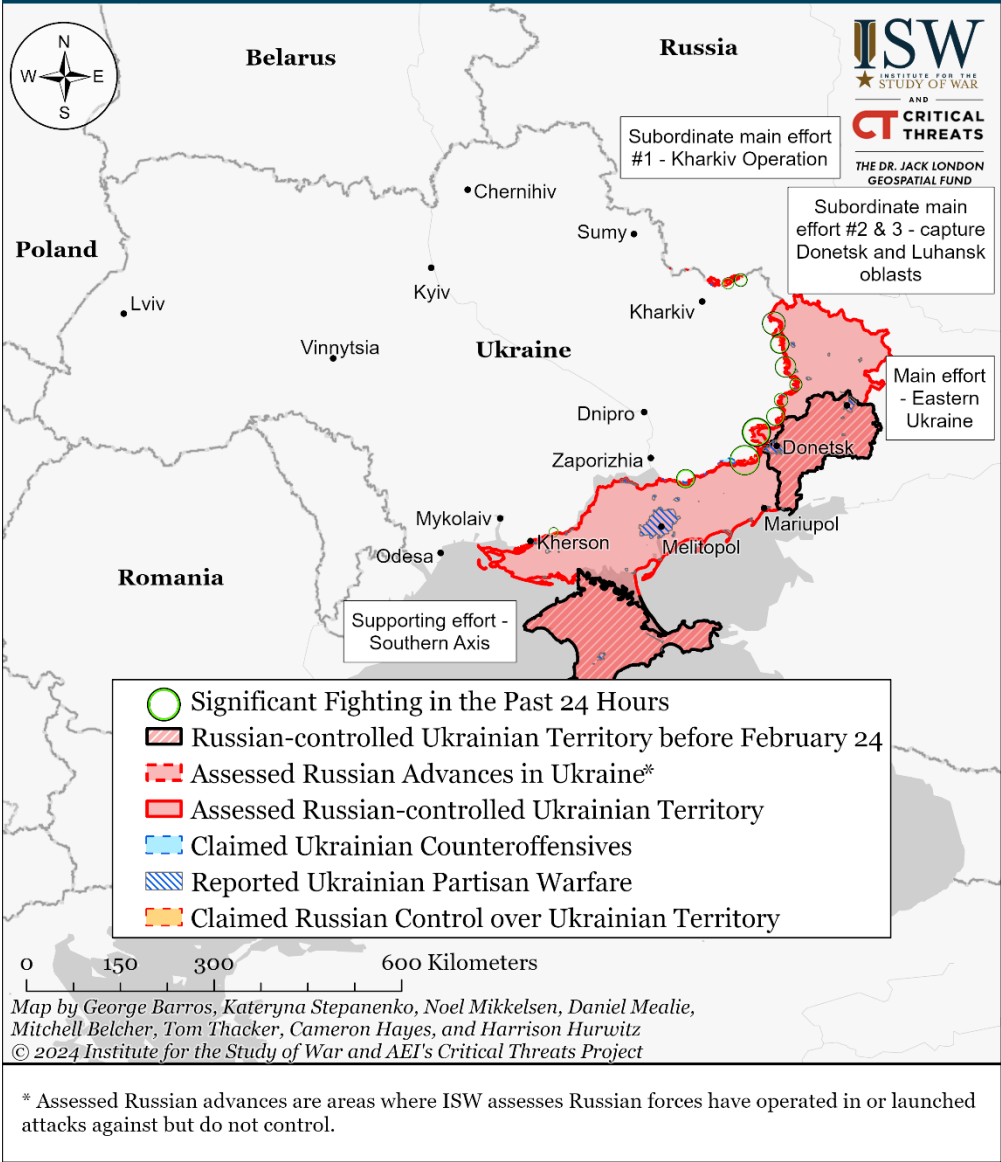 N
W
E
S
Belarus
Russia
ISW
INSTITUTE FOR THE
STUDY OF WAR
AND
CT CRITICAL
THREATS
THE DR. JACK LONDON
GEOSPATIAL FUND
Subordinate main effort
#1 - Kharkiv Operation
Subordinate main
effort #2 & 3 - capture
Donetsk and Luhansk
oblasts
Chernihiv
Sumy
Poland
Lviv
Kyiv
Kharkiv
Vinnytsia
Ukraine
Main effort
- Eastern
Ukraine
Dnipro
Donetsk
Zaporizhia
Mykolaiv
Mariupol
Kherson
Melitopol
Odesa
Romania
Supporting effort -
Southern Axis
Significant Fighting in the Past 24 Hours
Russian-controlled Ukrainian Territory before February 24
Assessed Russian Advances in Ukraine*
Assessed Russian-controlled Ukrainian Territory
Claimed Ukrainian Counteroffensives
Reported Ukrainian Partisan Warfare
Claimed Russian Control over Ukrainian Territory
0 150 300 600 Kilometers
Map by George Barros, Kateryna Stepanenko, Noel Mikkelsen, Daniel Mealie,
Mitchell Belcher, Tom Thacker, Cameron Hayes, and Harrison Hurwitz
© 2024 Institute for the Study of War and AEI's Critical Threats Project
* Assessed Russian advances are areas where ISW assesses Russian forces have operated in or launched
attacks against but do not control.